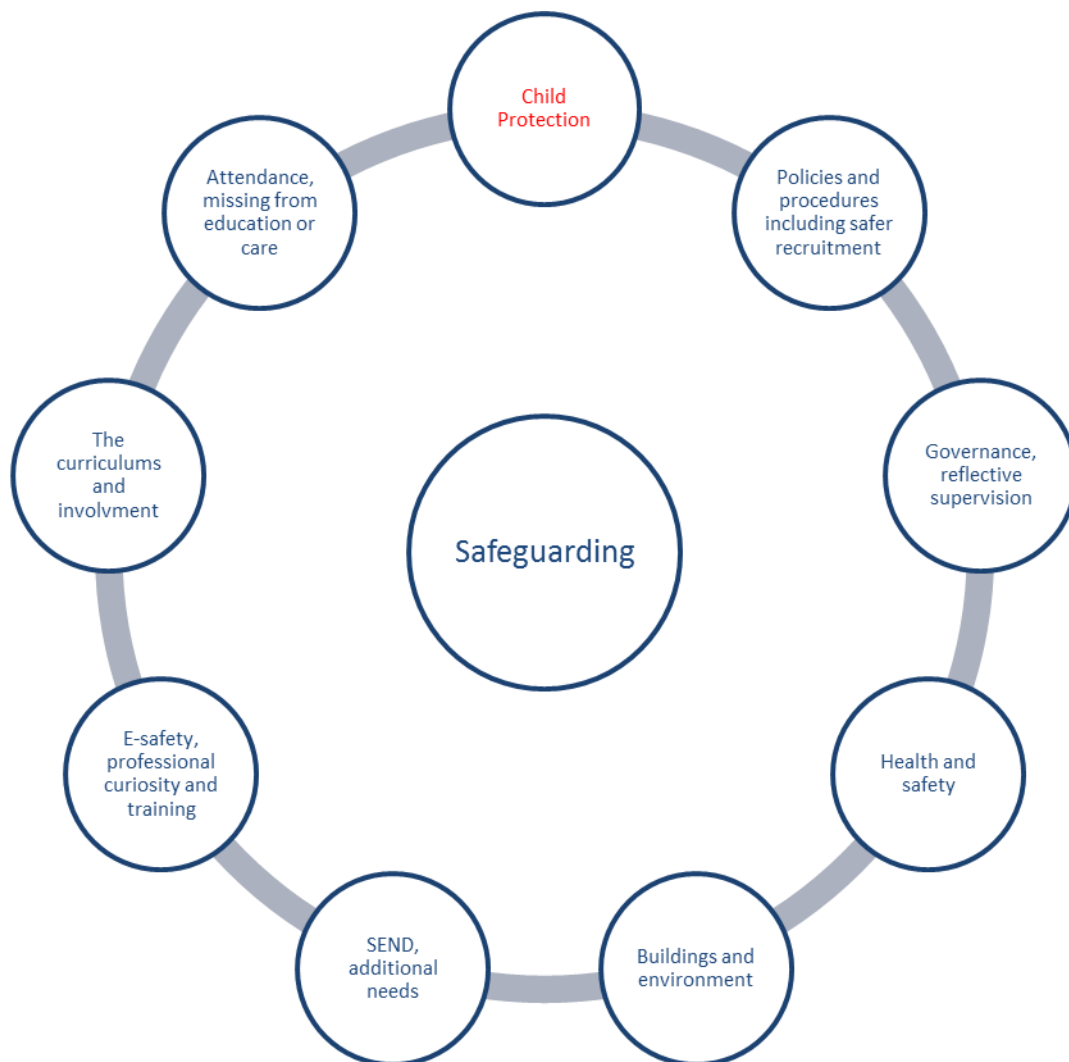 Child
Protection
Policies and
procedures
including safer
recruitment
Governance,
reflective
supervision
Health and
safety
Buildings and
environment
SEND,
additional
needs
E-safety,
professional
curiosity and
training
The
curriculums
and
involvment
Attendance,
missing from
education or
care
Safeguarding